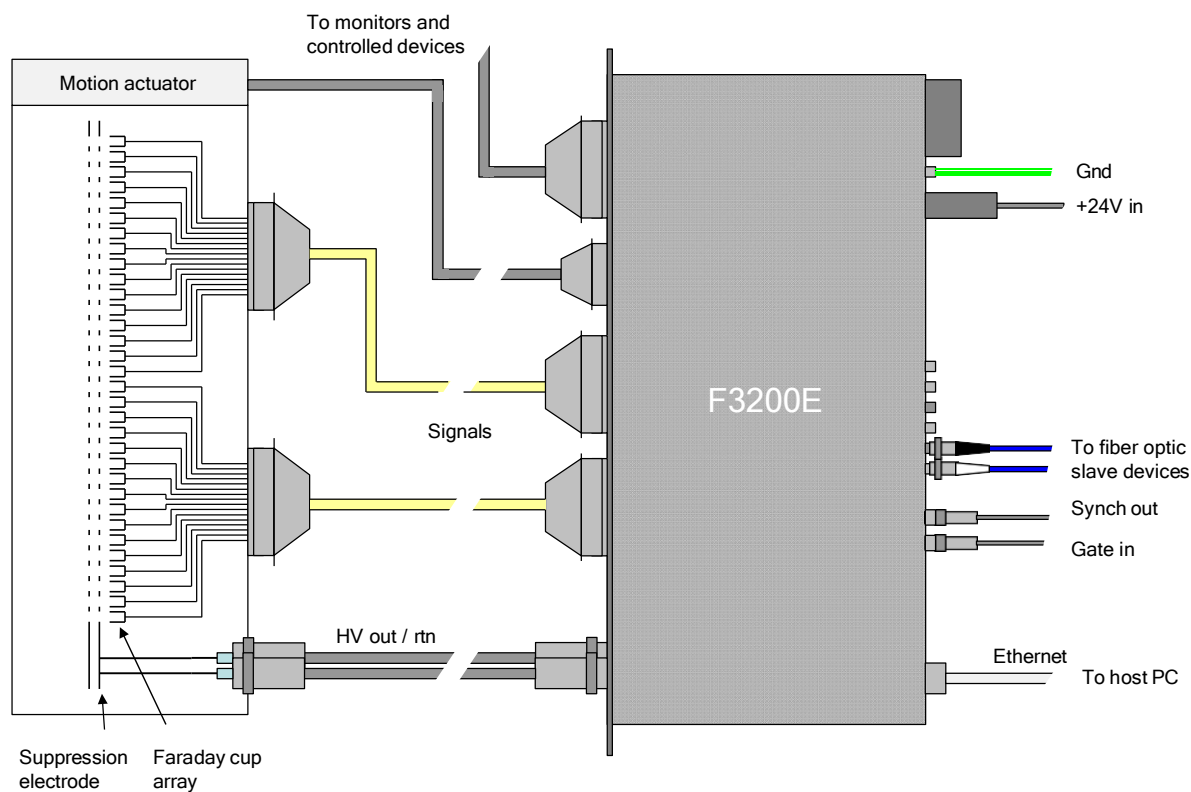 To monitors and
controlled devices
Motion actuator
Gnd
+24V in
F3200E
Signals
To fiber optic
slave devices
Synch out
Gate in
HV out / rtn
Ethernet
To host PC
Suppression
electrode
Faraday cup
array